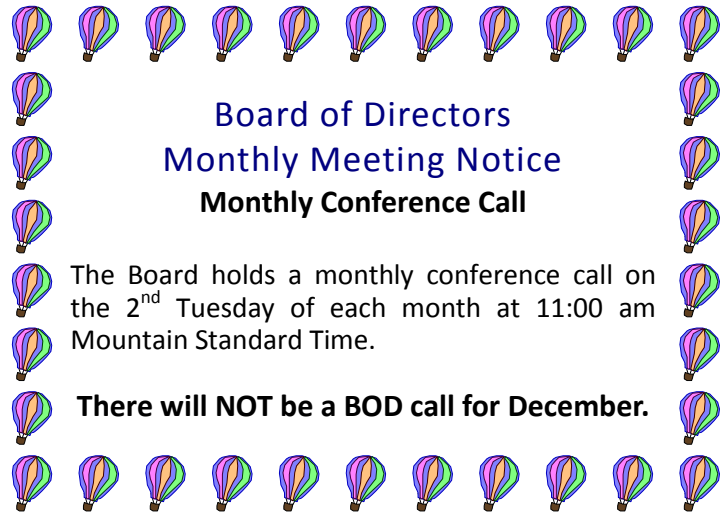 Board of Directors
Monthly Meeting Notice
Monthly Conference Call
The Board holds a monthly conference call on
the 2nd Tuesday of each month at 11:00 am
Mountain Standard Time.
There will NOT be a BOD call for December.